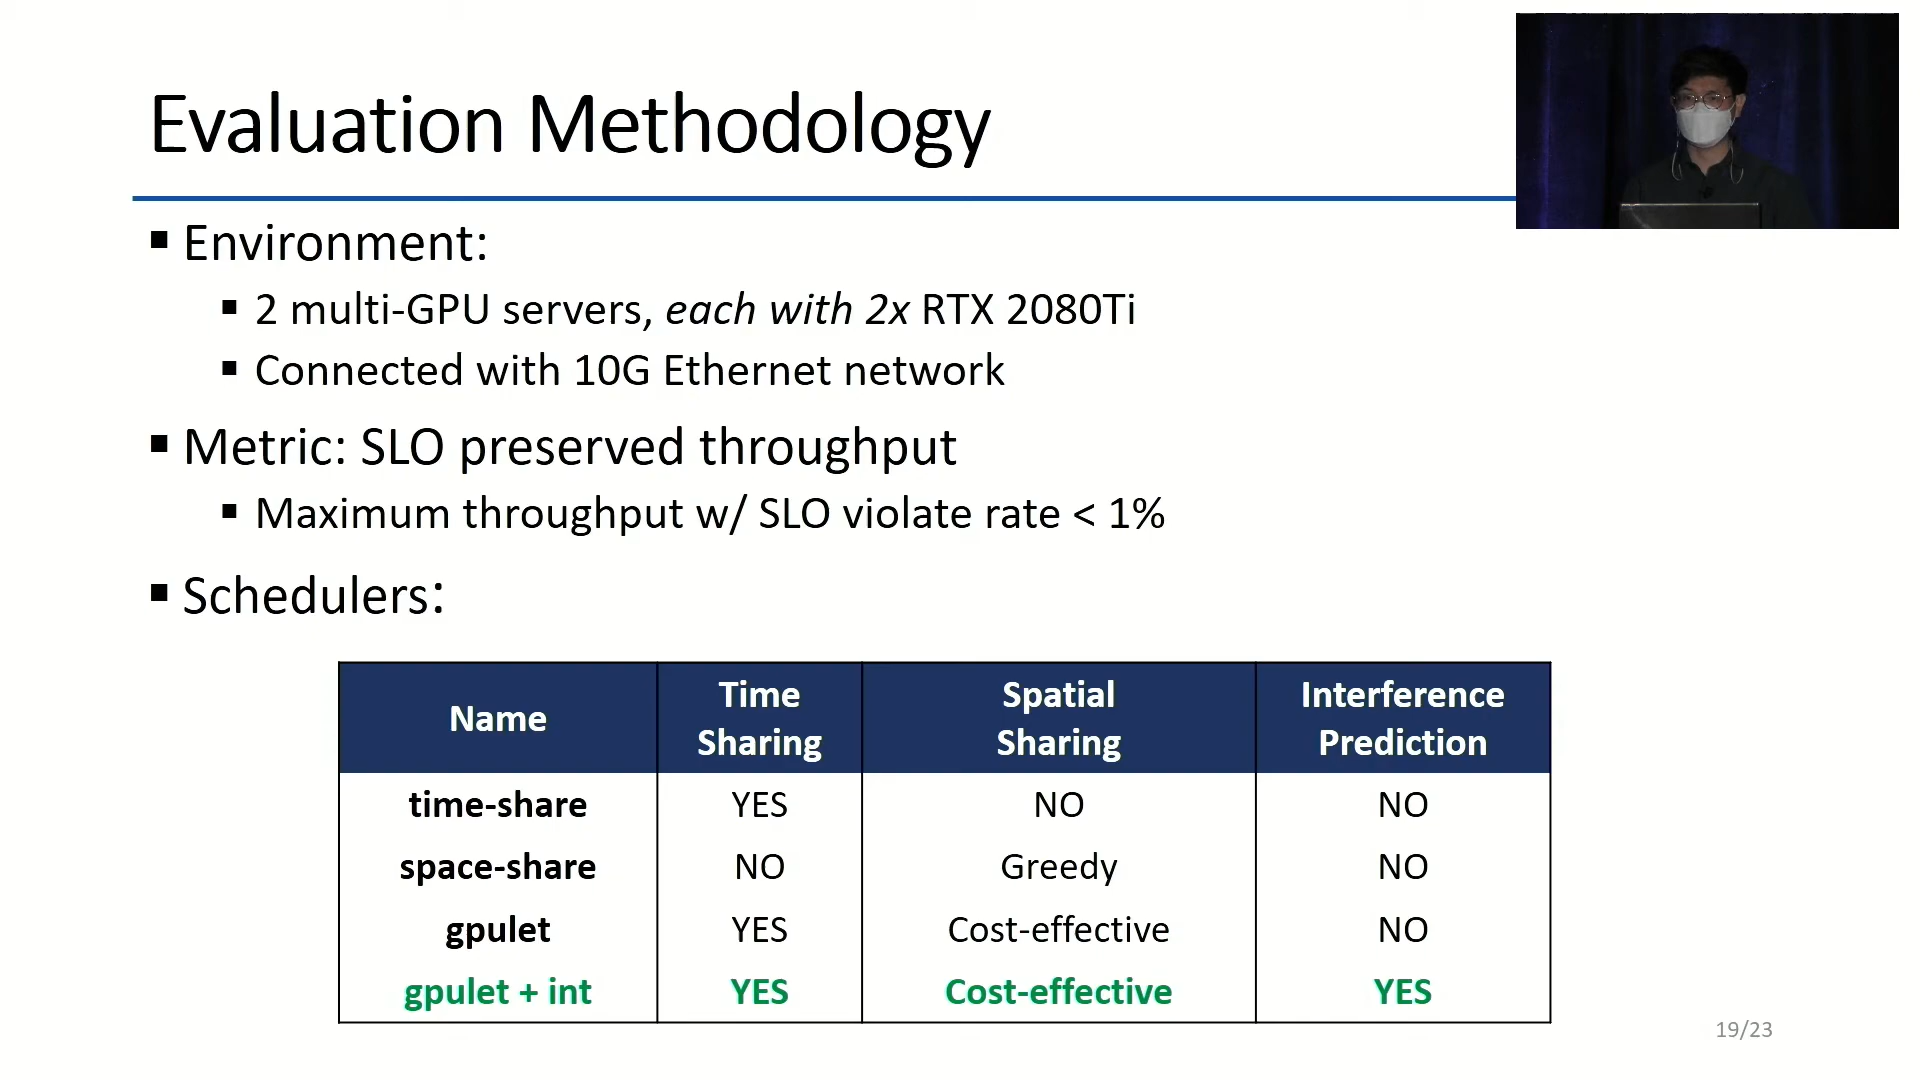 Evaluation Methodology
▪ Environment:
▪ 2 multi-GPU servers, each with 2x RTX 2080Ti
▪ Connected with 10G Ethernet network
▪ Metric: SLO preserved throughput
▪ Maximum throughput w/ SLO violate rate < 1%
▪ Schedulers:
Name Time Sharing Spatial Sharing Interference Prediction
time-share YES NO NO
space-share NO Greedy NO
gpulet YES Cost-effective NO
gpulet + int YES Cost-effective YES
19/23